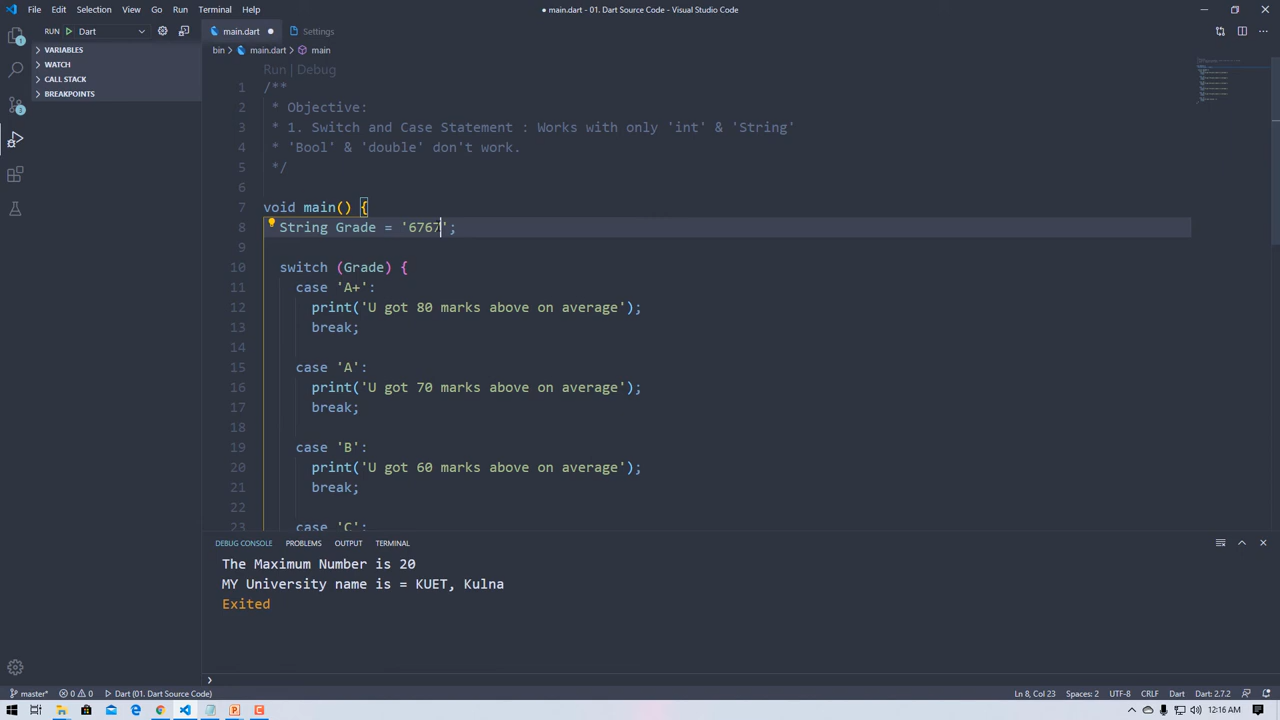 File Edit Selection View Go Run Terminal Help
● main.dart - 01. Dart Source Code - Visual Studio Code
RUN Dart
main.dart ●
Settings
VARIABLES
WATCH
CALL STACK
BREAKPOINTS
bin > main.dart > main
Run | Debug
1 /**
2 * Objective:
3 * 1. Switch and Case Statement : Works with only 'int' & 'String'
4 * 'Bool' & 'double' don't work.
5 */
6
7 void main() {
8 String Grade = '6767';
9
10 switch (Grade) {
11 case 'A+':
12 print('U got 80 marks above on average');
13 break;
14
15 case 'A':
16 print('U got 70 marks above on average');
17 break;
18
19 case 'B':
20 print('U got 60 marks above on average');
21 break;
22
23 case 'C':
DEBUG CONSOLE PROBLEMS OUTPUT TERMINAL
The Maximum Number is 20
MY University name is = KUET, Kulna
Exited
master* 0 0 Dart (01. Dart Source Code)
Ln 8, Col 23 Spaces: 2 UTF-8 CRLF Dart Dart: 2.7.2
12:16 AM